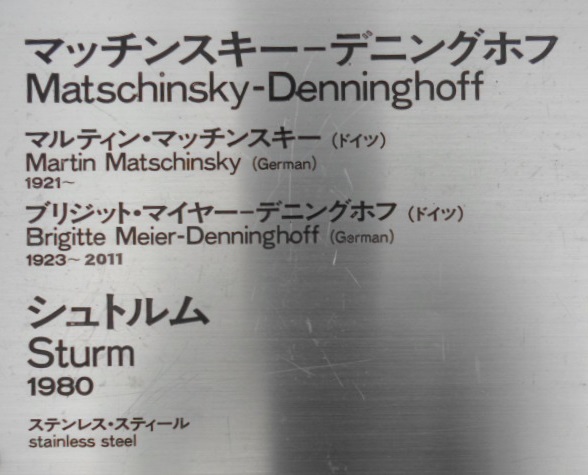 マッチンスキー–デニングホフ
Matschinsky-Denninghoff
マルティン・マッチンスキー（ドイツ）
Martin Matschinsky (German)
1921～
ブリジット・マイヤー–デニングホフ（ドイツ）
Brigitte Meier-Denninghoff (German)
1923～2011
シュトルム
Sturm
1980
ステンレス・スティール
stainless steel